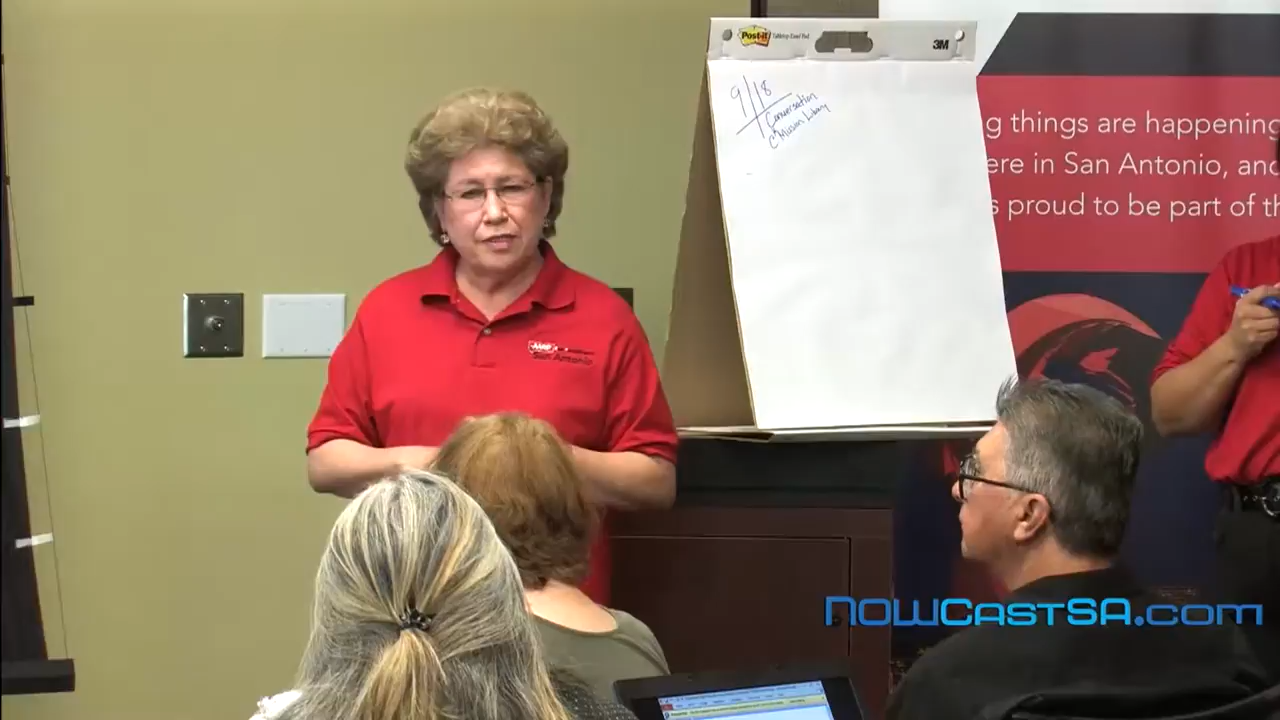 Post-it
3M
9/18
Conversation
@ Mission Library
g things are happening
ere in San Antonio, and
s proud to be part of th
AARP
San Antonio
NOWCastSA.com